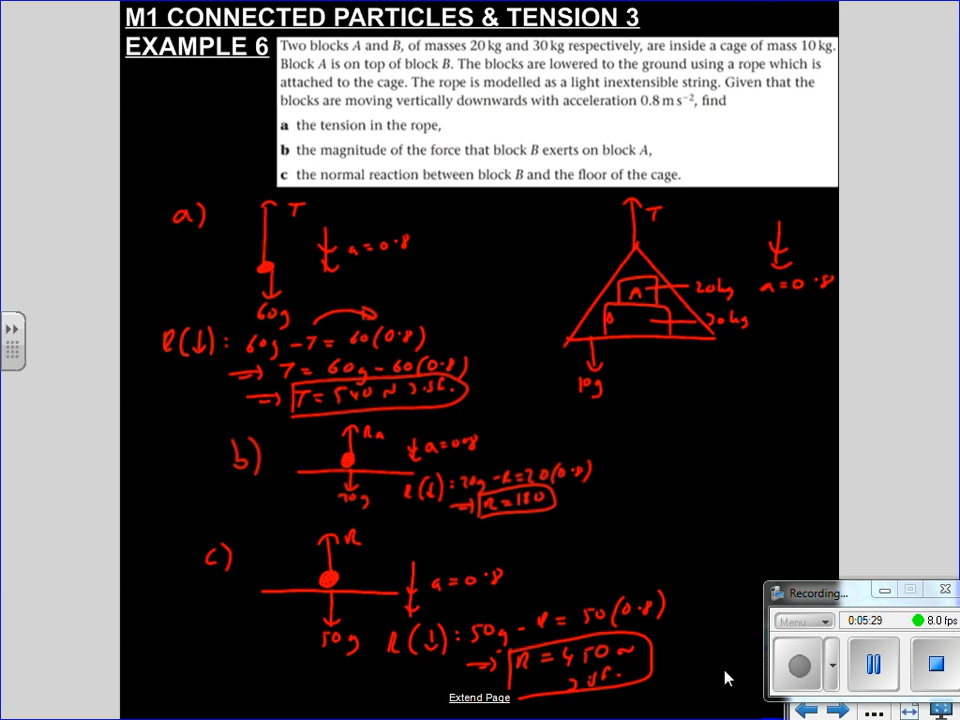 M1 CONNECTED PARTICLES & TENSION 3
EXAMPLE 6
Two blocks A and B, of masses 20 kg and 30 kg respectively, are inside a cage of mass 10 kg.
Block A is on top of block B. The blocks are lowered to the ground using a rope which is
attached to the cage. The rope is modelled as a light inextensible string. Given that the
blocks are moving vertically downwards with acceleration 0.8 m s⁻², find
a the tension in the rope,
b the magnitude of the force that block B exerts on block A,
c the normal reaction between block B and the floor of the cage.
a)
T
a = 0.8
60g
R(↓): 60g - T = 60(0.8)
=> T = 60g - 60(0.8)
=> T = 540 N 2 sf.
T
a = 0.8
A
20kg
B
30kg
10g
b)
a = 0.8
20g
R(↓): 20g - R = 20(0.8)
=> R = 180
c)
R
a = 0.8
50g
R(↓): 50g - R = 50(0.8)
=> R = 450 N
2 sf.
Extend Page
Recording...
Menu
0:05:29
8.0 fps